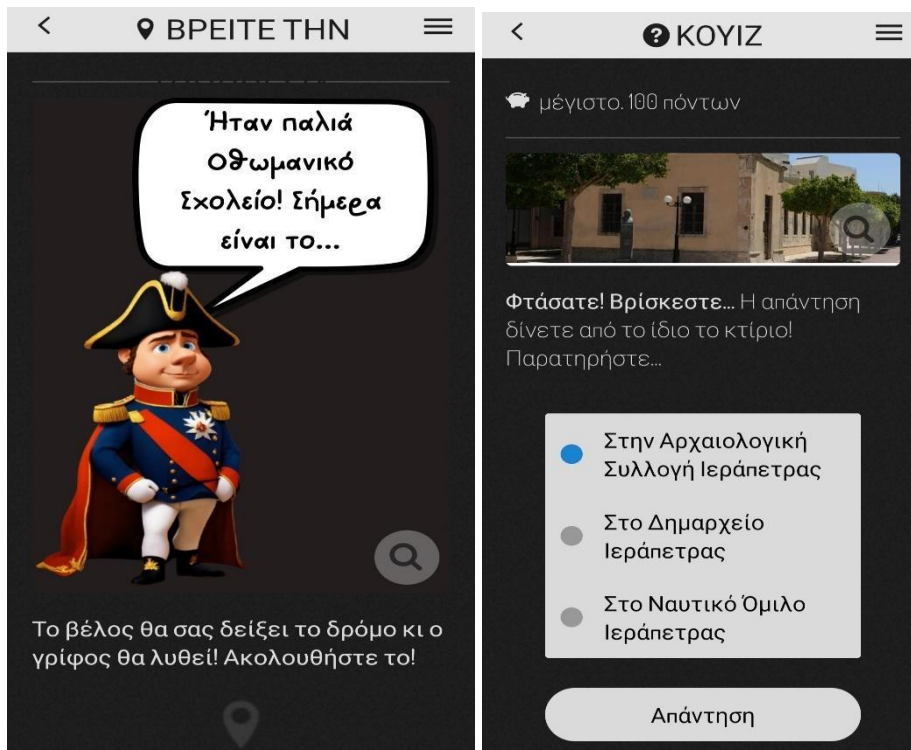 ΒΡΕΙΤΕ ΤΗΝ
Ήταν παλιά
Οθωμανικό
Σχολείο! Σήμερα
είναι το...
Το βέλος θα σας δείξει το δρόμο κι ο
γρίφος θα λυθεί! Ακολουθήστε το!
ΚΟΥΙΖ
μέγιστο. 100 πόντων
Φτάσατε! Βρίσκεστε... Η απάντηση
δίνετε από το ίδιο το κτίριο!
Παρατηρήστε...
Στην Αρχαιολογική
Συλλογή Ιεράπετρας
Στο Δημαρχείο
Ιεράπετρας
Στο Ναυτικό Όμιλο
Ιεράπετρας
Απάντηση